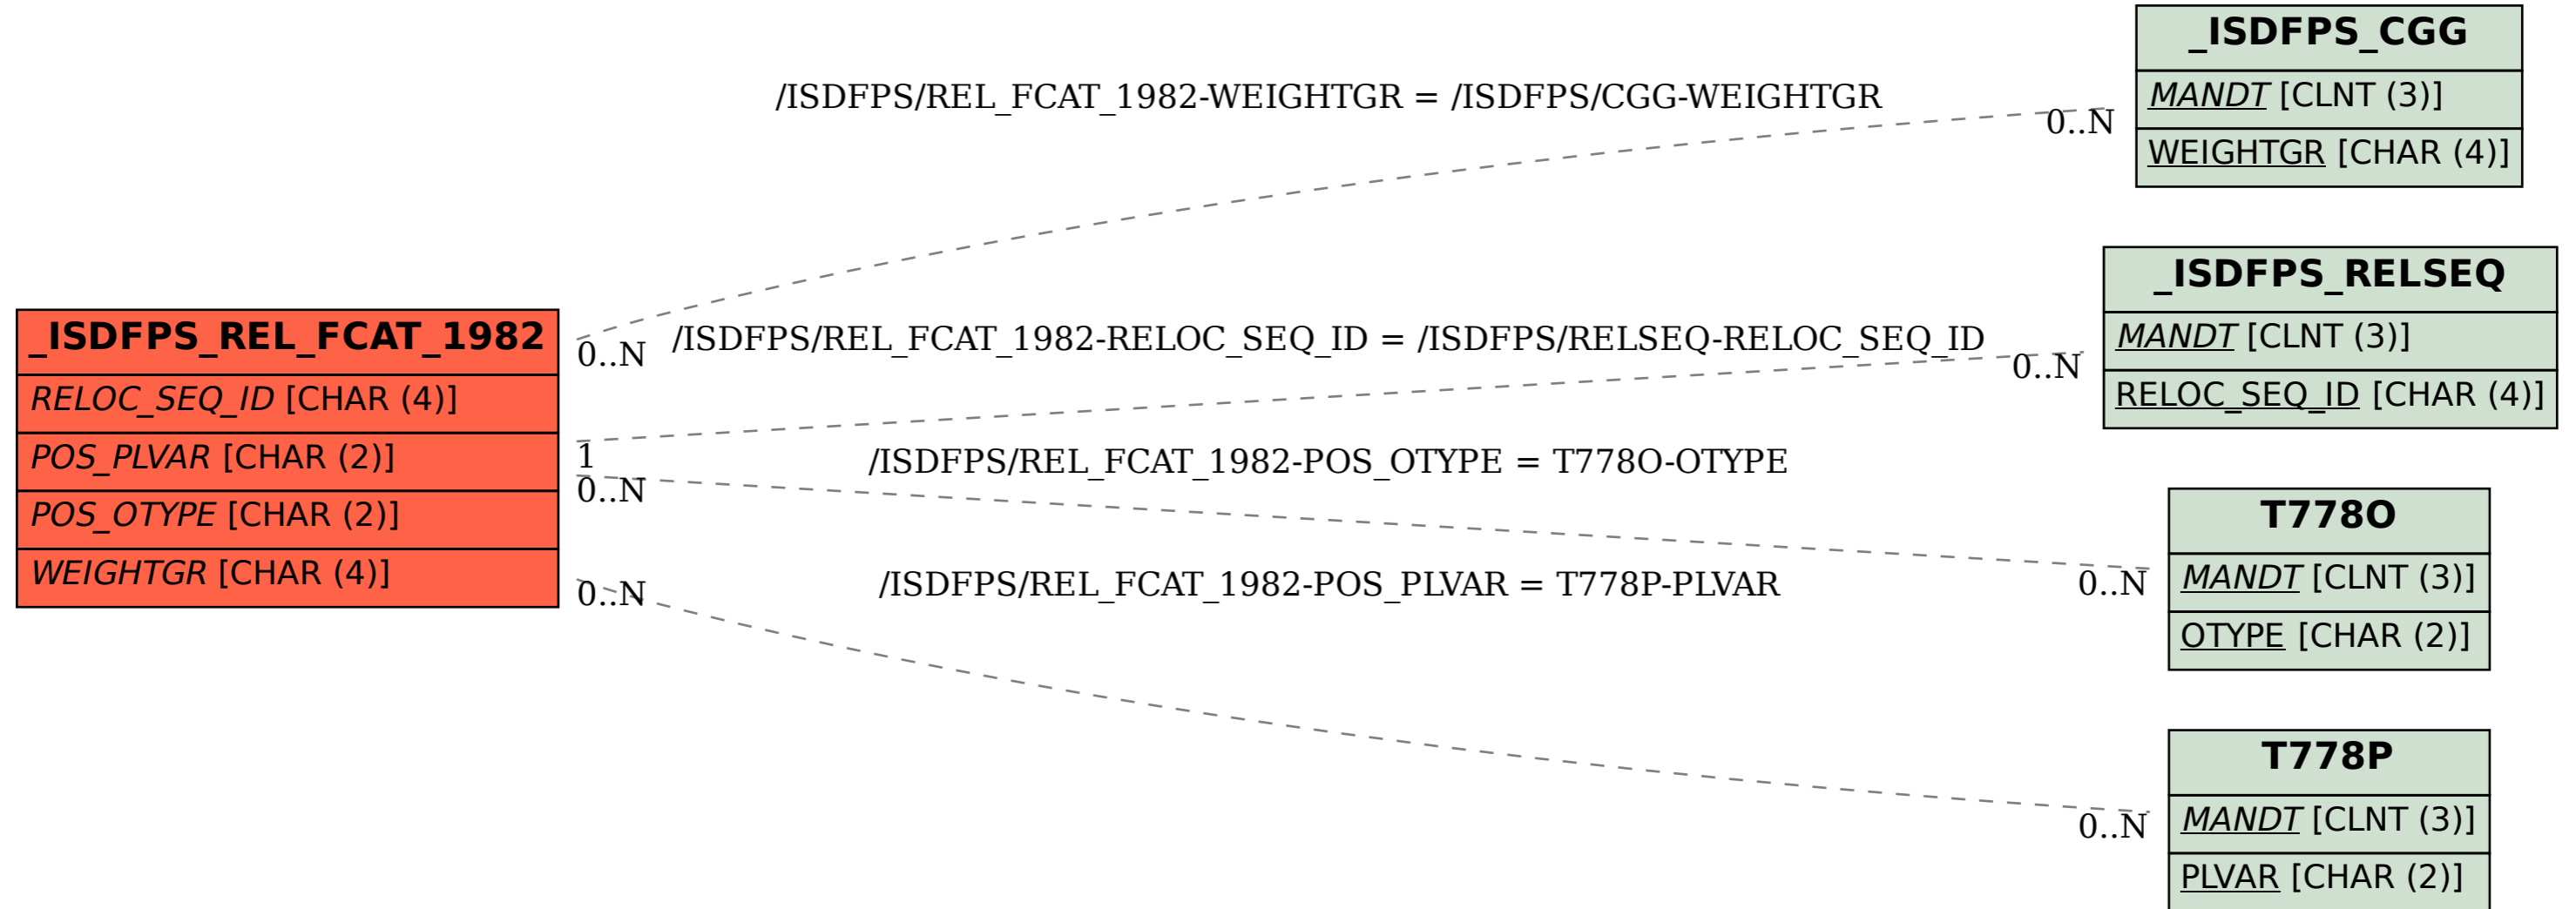 _ISDFPS_CGG
MANDT [CLNT (3)]
WEIGHTGR [CHAR (4)]
/ISDFPS/REL_FCAT_1982-WEIGHTGR = /ISDFPS/CGG-WEIGHTGR
0..N
_ISDFPS_RELSEQ
MANDT [CLNT (3)]
RELOC_SEQ_ID [CHAR (4)]
_ISDFPS_REL_FCAT_1982
RELOC_SEQ_ID [CHAR (4)]
POS_PLVAR [CHAR (2)]
POS_OTYPE [CHAR (2)]
WEIGHTGR [CHAR (4)]
0..N
/ISDFPS/REL_FCAT_1982-RELOC_SEQ_ID = /ISDFPS/RELSEQ-RELOC_SEQ_ID
0..N
1
/ISDFPS/REL_FCAT_1982-POS_OTYPE = T778O-OTYPE
0..N
T778O
MANDT [CLNT (3)]
OTYPE [CHAR (2)]
0..N
0..N
/ISDFPS/REL_FCAT_1982-POS_PLVAR = T778P-PLVAR
T778P
MANDT [CLNT (3)]
PLVAR [CHAR (2)]
0..N